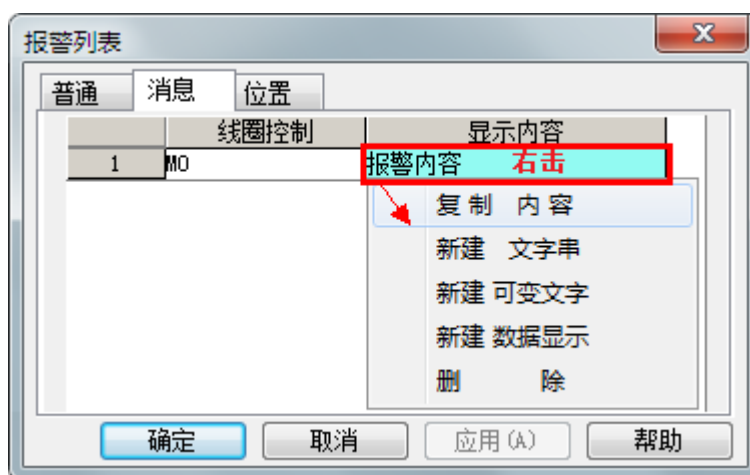 报警列表
普通 消息 位置
线圈控制 显示内容
1 M0 报警内容 右击
复制 内容
新建 文字串
新建 可变文字
新建 数据显示
删 除
确定 取消 应用(A) 帮助